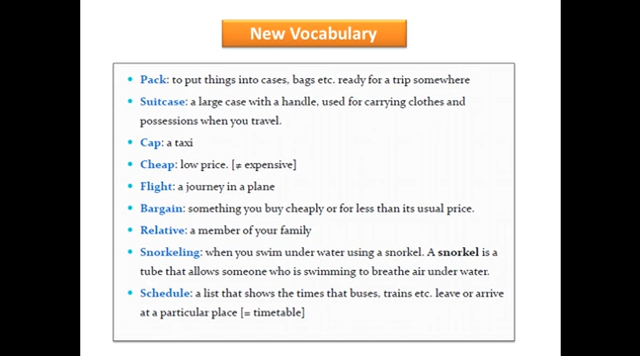 New Vocabulary
• Pack: to put things into cases, bags etc. ready for a trip somewhere
• Suitcase: a large case with a handle, used for carrying clothes and
possessions when you travel.
• Cap: a taxi
• Cheap: low price. [≠ expensive]
• Flight: a journey in a plane
• Bargain: something you buy cheaply or for less than its usual price.
• Relative: a member of your family
• Snorkeling: when you swim under water using a snorkel. A snorkel is a
tube that allows someone who is swimming to breathe air under water.
• Schedule: a list that shows the times that buses, trains etc. leave or arrive
at a particular place [= timetable]